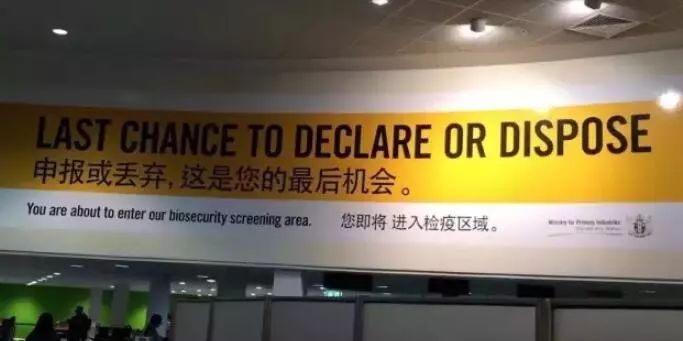 LAST CHANCE TO DECLARE OR DISPOSE
申报或丢弃,这是您的最后机会。
You are about to enter our biosecurity screening area. 您即将 进入检疫区域。
Ministry for Primary Industries